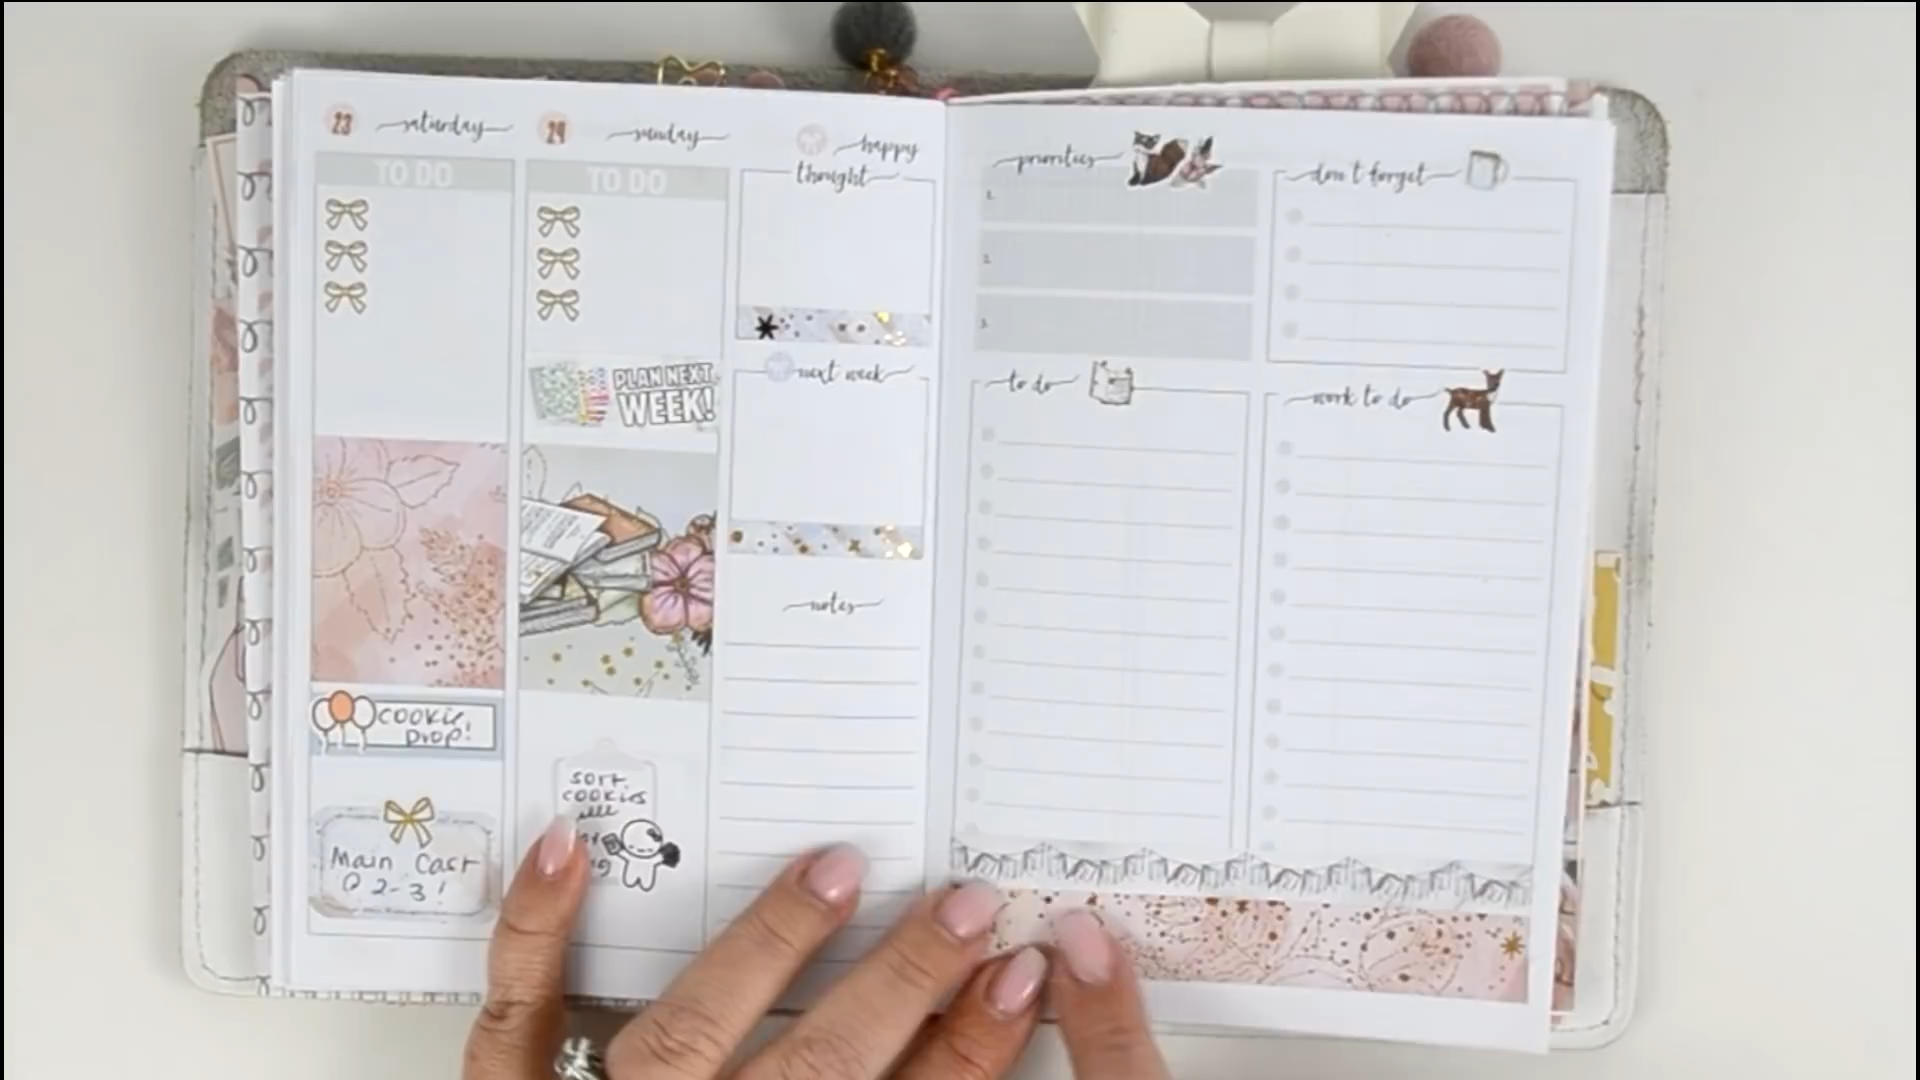 23 saturday
TO DO
COOKIE
DROP!
Main Cast
@ 2-3!
24 sunday
TO DO
PLAN NEXT
WEEK!
SORT
COOKIES
happy
thought
next week
notes
priorities
1.
2.
3.
don't forget
to do
work to do